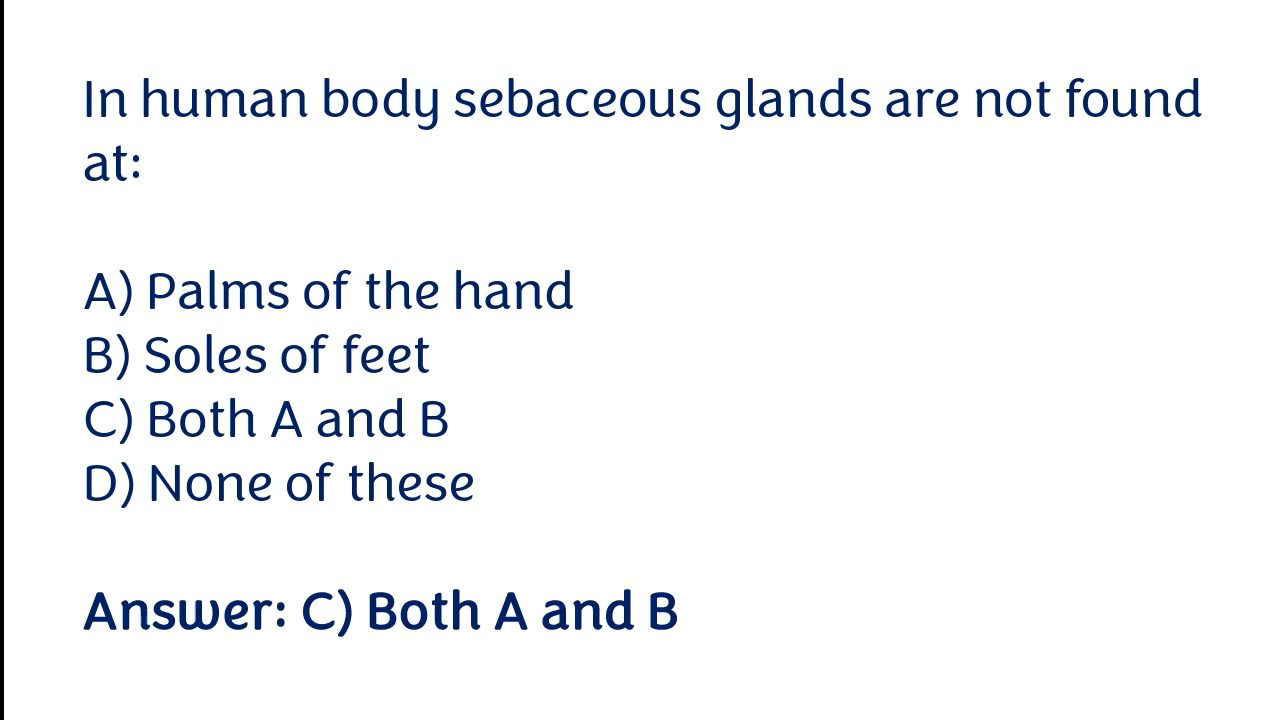 In human body sebaceous glands are not found
at:
A) Palms of the hand
B) Soles of feet
C) Both A and B
D) None of these
Answer: C) Both A and B